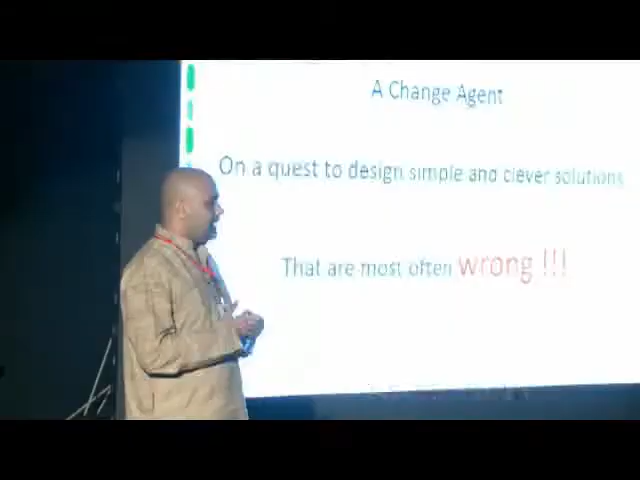 A Change Agent
On a quest to design simple and clever solutions
That are most often wrong !!!